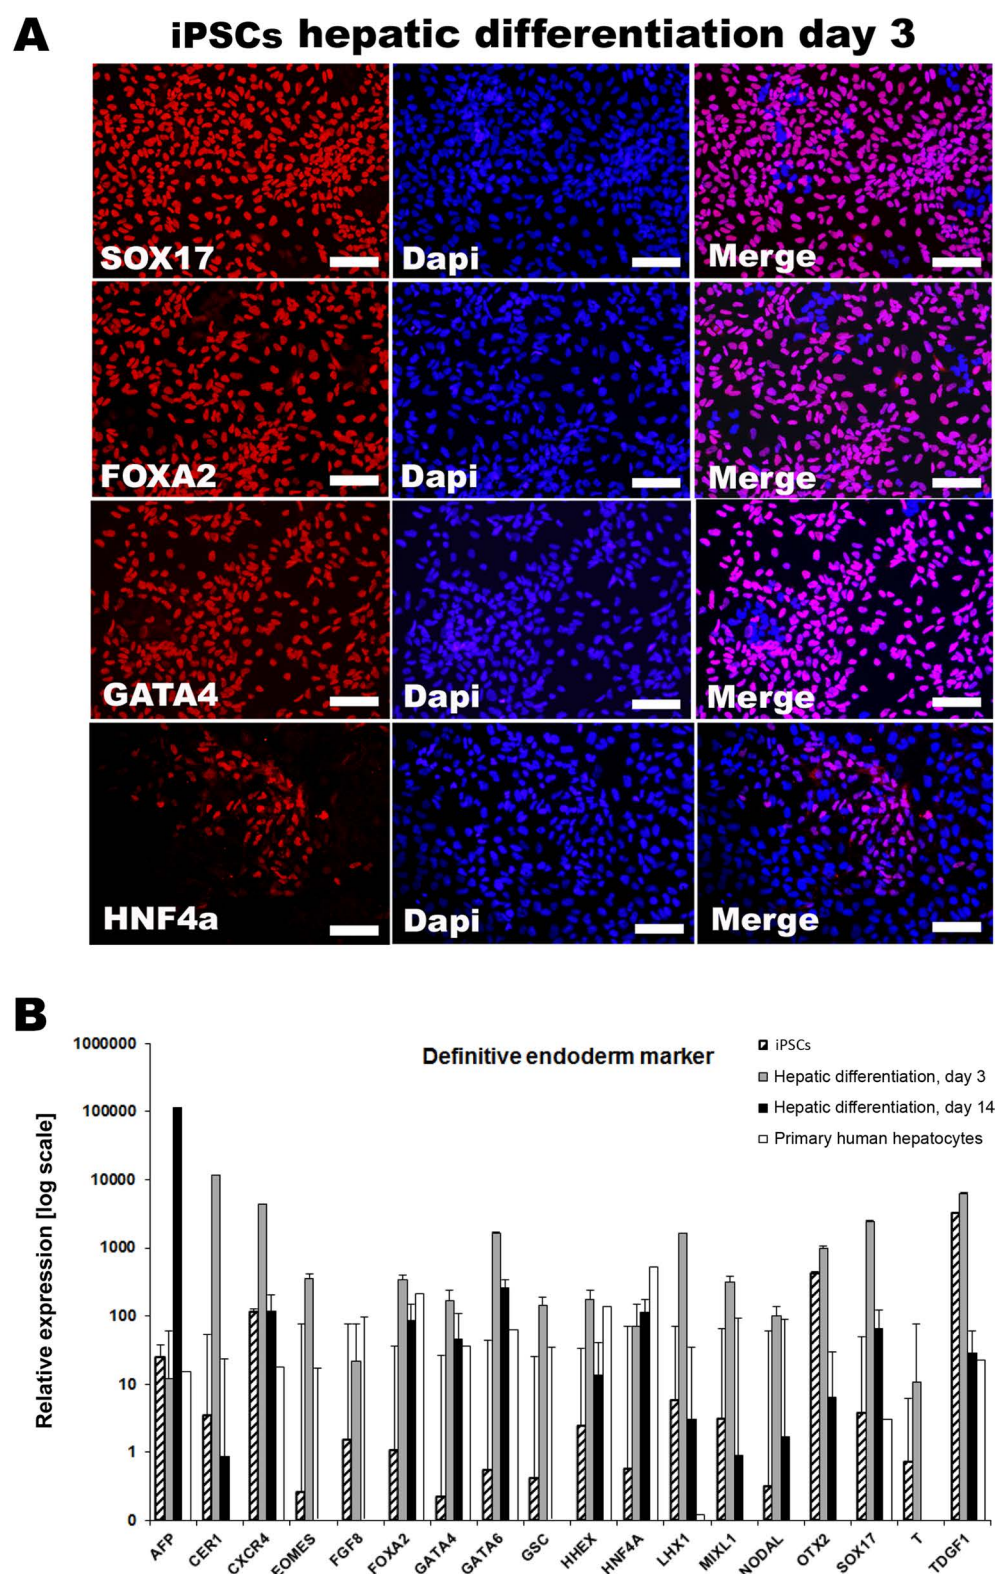 A
iPSCs hepatic differentiation day 3
SOX17 Dapi Merge
FOXA2 Dapi Merge
GATA4 Dapi Merge
HNF4a Dapi Merge
B
Definitive endoderm marker
iPSCs
Hepatic differentiation, day 3
Hepatic differentiation, day 14
Primary human hepatocytes
Relative expression [log scale]
1000000
100000
10000
1000
100
10
1
0
AFP CER1 CXCR4 EOMES FGF8 FOXA2 GATA4 GATA6 GSC HHEX HNF4A LHX1 MIXL1 NODAL OTX2 SOX17 T TDGF1